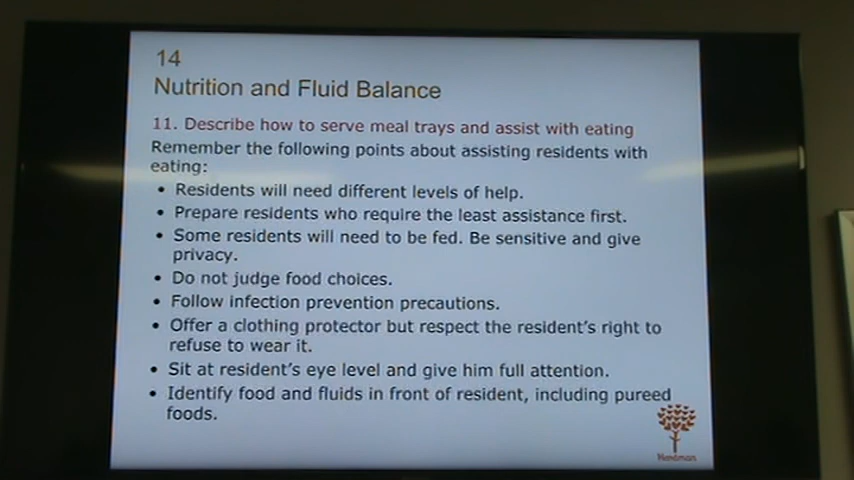 14
Nutrition and Fluid Balance
11. Describe how to serve meal trays and assist with eating
Remember the following points about assisting residents with
eating:
• Residents will need different levels of help.
• Prepare residents who require the least assistance first.
• Some residents will need to be fed. Be sensitive and give
privacy.
• Do not judge food choices.
• Follow infection prevention precautions.
• Offer a clothing protector but respect the resident's right to
refuse to wear it.
• Sit at resident's eye level and give him full attention.
• Identify food and fluids in front of resident, including pureed
foods.
Hartman